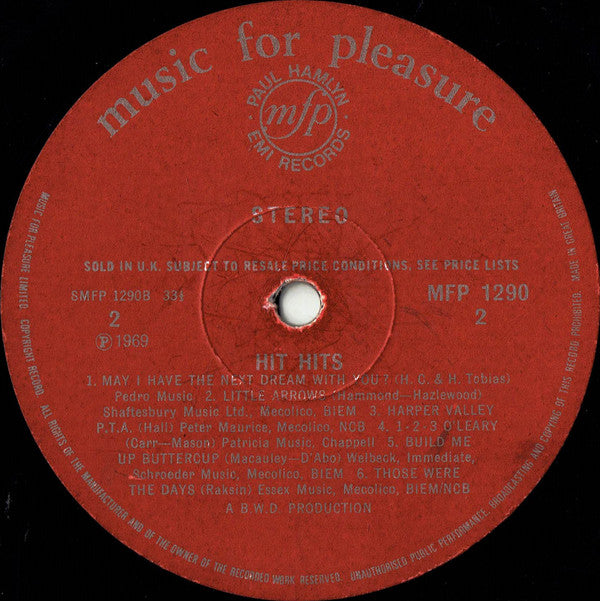 music for pleasure
PAUL HAMLYN
mfp
EMI RECORDS
STEREO
SOLD IN U.K. SUBJECT TO RESALE PRICE CONDITIONS, SEE PRICE LISTS
SMFP 1290B 33⅓ MFP 1290
2 2
Ⓟ 1969
HIT HITS
1. MAY I HAVE THE NEXT DREAM WITH YOU? (H. C. & H. Tobias)
Pedro Music. 2. LITTLE ARROWS (Hammond—Hazlewood)
Shaftesbury Music Ltd., Mecolico, BIEM. 3. HARPER VALLEY
P.T.A. (Hall) Peter Maurice, Mecolico, NCB 4. 1-2-3 O'LEARY
(Carr—Mason) Patricia Music, Chappell 5. BUILD ME
UP BUTTERCUP (Macauley—D'Abo) Welbeck, Immediate,
Schroeder Music, Mecolico, BIEM. 6. THOSE WERE
THE DAYS (Raksin) Essex Music, Mecolico, BIEM/NCB
A B.W.D. PRODUCTION
MUSIC FOR PLEASURE LIMITED. COPYRIGHT RECORD. ALL RIGHTS OF THE MANUFACTURER AND OF THE OWNER OF THE RECORDED WORK RESERVED. UNAUTHORISED PUBLIC PERFORMANCE, BROADCASTING AND COPYING OF THIS RECORD PROHIBITED. MADE IN GREAT BRITAIN